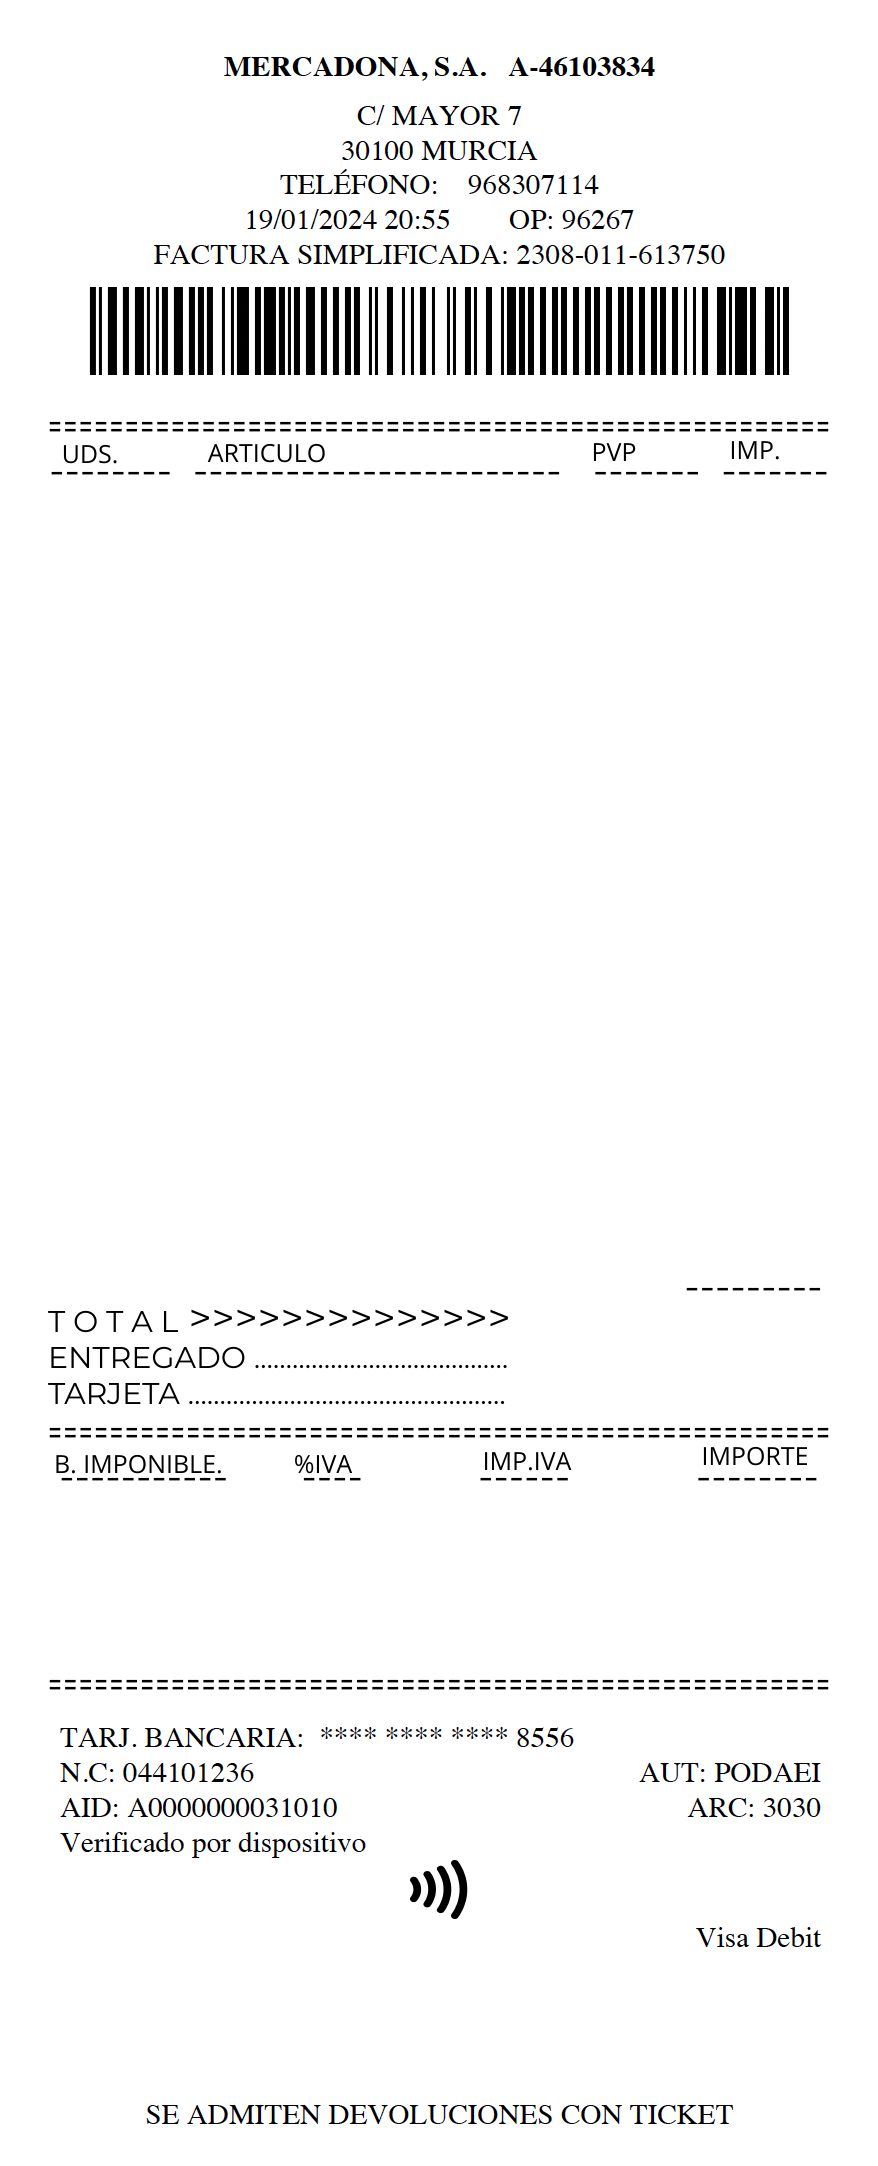 MERCADONA, S.A. A-46103834
C/ MAYOR 7
30100 MURCIA
TELÉFONO: 968307114
19/01/2024 20:55 OP: 96267
FACTURA SIMPLIFICADA: 2308-011-613750
UDS. ARTICULO PVP IMP.
T O T A L >>>>>>>>>>>>>>
ENTREGADO ........................................
TARJETA ..................................................
B. IMPONIBLE. %IVA IMP.IVA IMPORTE
TARJ. BANCARIA: **** **** **** 8556
N.C: 044101236 AUT: PODAEI
AID: A0000000031010 ARC: 3030
Verificado por dispositivo
Visa Debit
SE ADMITEN DEVOLUCIONES CON TICKET